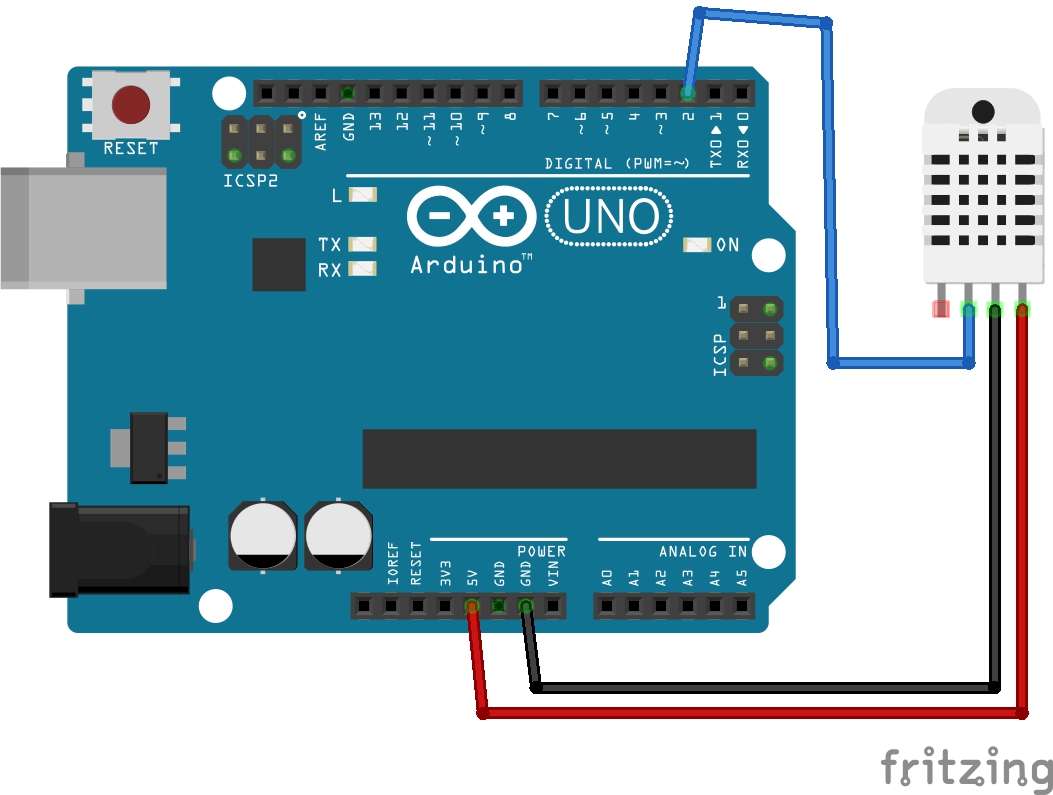 RESET
ICSP2
AREF
GND
13
12
~11
~10
~9
8
7
~6
~5
4
~3
2
TX0▶1
RX0◀0
DIGITAL (PWM=~)
L
TX
RX
UNO
Arduino™
ON
1
ICSP
IOREF
RESET
3V3
5V
GND
GND
VIN
POWER
A0
A1
A2
A3
A4
A5
ANALOG IN
fritzing